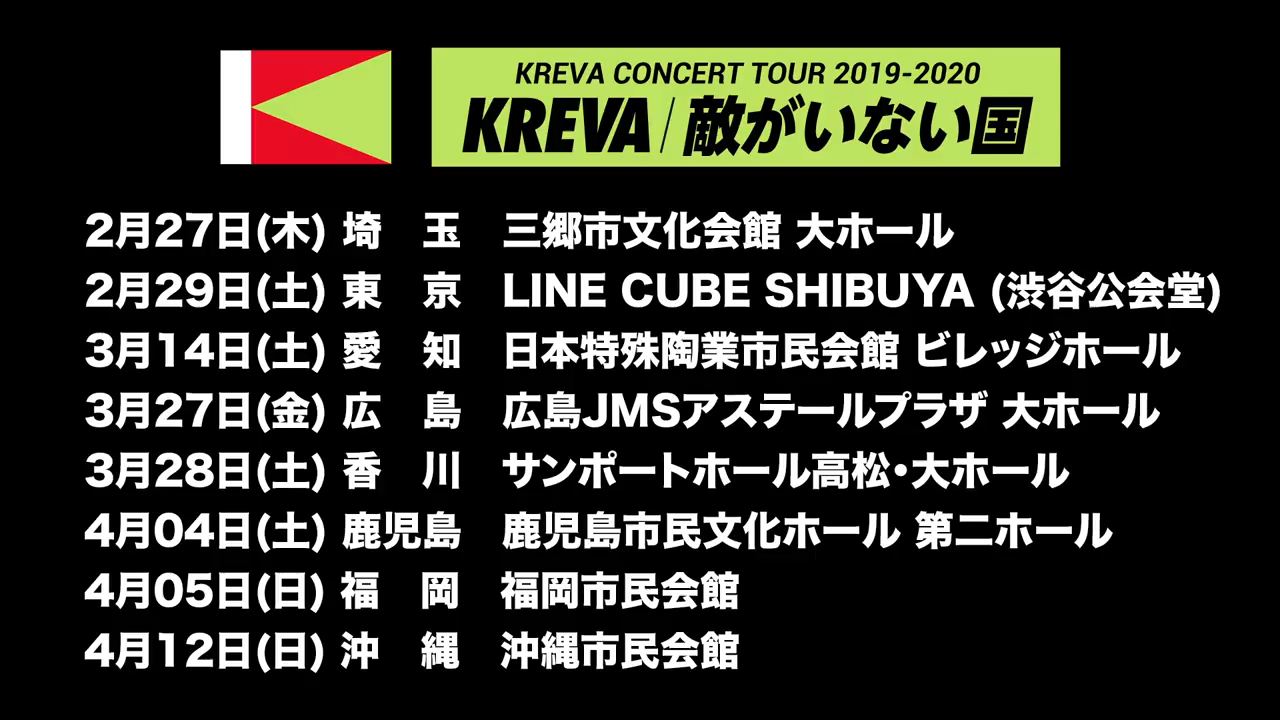 KREVA CONCERT TOUR 2019-2020
KREVA/敵がいない国
2月27日(木) 埼　玉　三郷市文化会館 大ホール
2月29日(土) 東　京　LINE CUBE SHIBUYA (渋谷公会堂)
3月14日(土) 愛　知　日本特殊陶業市民会館 ビレッジホール
3月27日(金) 広　島　広島JMSアステールプラザ 大ホール
3月28日(土) 香　川　サンポートホール高松・大ホール
4月04日(土) 鹿児島　鹿児島市民文化ホール 第二ホール
4月05日(日) 福　岡　福岡市民会館
4月12日(日) 沖　縄　沖縄市民会館